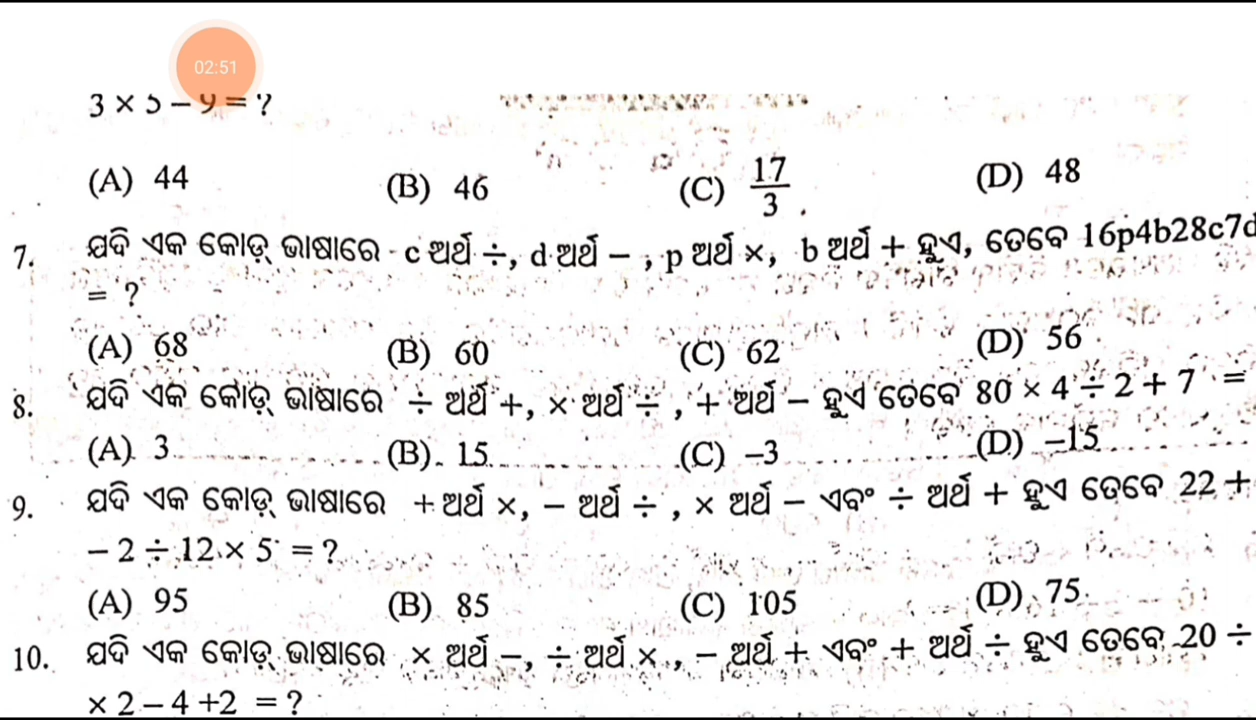 02:51
3 × 5 – 9 = ?
(A) 44 (B) 46 (C) 17/3 (D) 48
7. ଯଦି ଏକ କୋଡ୍ ଭାଷାରେ c ଅର୍ଥ ÷, d ଅର୍ଥ – , p ଅର୍ଥ ×, b ଅର୍ଥ + ହୁଏ, ତେବେ 16p4b28c7d
= ?
(A) 68 (B) 60 (C) 62 (D) 56
8. ଯଦି ଏକ କୋଡ୍ ଭାଷାରେ ÷ ଅର୍ଥ +, × ଅର୍ଥ ÷ , + ଅର୍ଥ – ହୁଏ ତେବେ 80 × 4 ÷ 2 + 7 =
(A) 3 (B) 15 (C) –3 (D) –15
9. ଯଦି ଏକ କୋଡ୍ ଭାଷାରେ + ଅର୍ଥ ×, – ଅର୍ଥ ÷ , × ଅର୍ଥ – ଏବଂ ÷ ଅର୍ଥ + ହୁଏ ତେବେ 22 +
– 2 ÷ 12 × 5 = ?
(A) 95 (B) 85 (C) 105 (D) 75
10. ଯଦି ଏକ କୋଡ୍ ଭାଷାରେ × ଅର୍ଥ –, ÷ ଅର୍ଥ × , – ଅର୍ଥ + ଏବଂ + ଅର୍ଥ ÷ ହୁଏ ତେବେ 20 ÷
× 2 – 4 +2 = ?